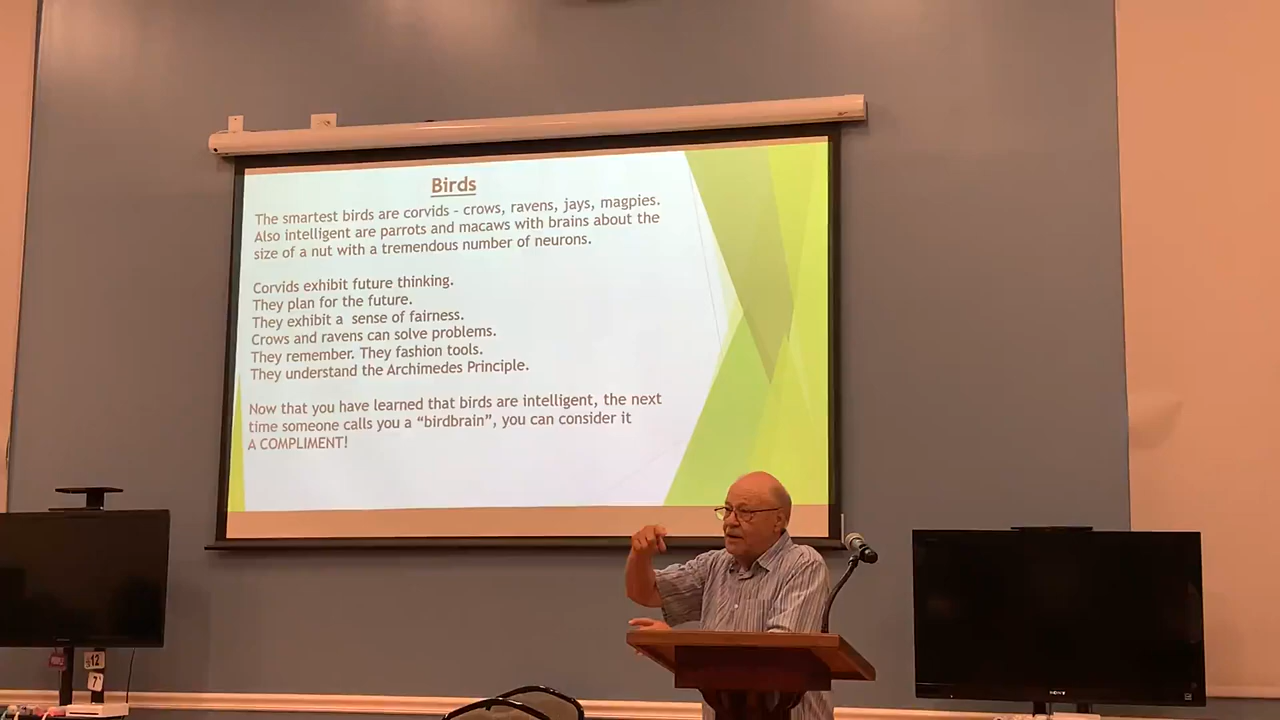 Birds
The smartest birds are corvids – crows, ravens, jays, magpies.
Also intelligent are parrots and macaws with brains about the
size of a nut with a tremendous number of neurons.
Corvids exhibit future thinking.
They plan for the future.
They exhibit a  sense of fairness.
Crows and ravens can solve problems.
They remember. They fashion tools.
They understand the Archimedes Principle.
Now that you have learned that birds are intelligent, the next
time someone calls you a “birdbrain”, you can consider it
A COMPLIMENT!
12
7
SONY